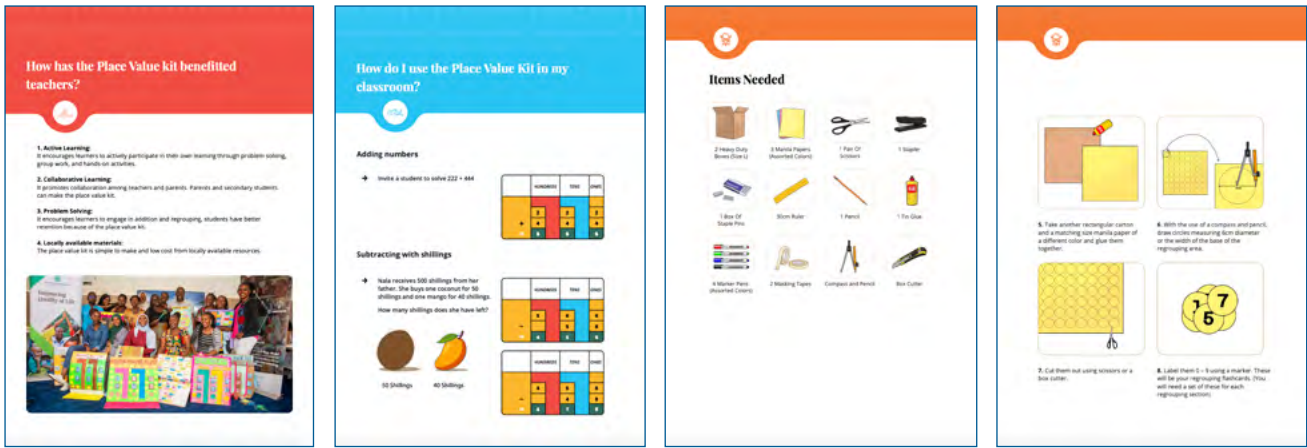 How has the Place Value kit benefitted
teachers?
1. Active Learning:
It encourages learners to actively participate in their own learning through problem solving,
group work, and hands-on activities.
2. Collaborative Learning:
It promotes collaboration among teachers and parents. Parents and secondary students
can make the place value kit.
3. Problem Solving:
It encourages learners to engage in addition and regrouping, students have better
retention because of the place value kit.
4. Locally available materials:
The place value kit is simple to make and low cost from locally available resources.
How do I use the Place Value Kit in my
classroom?
Adding numbers
→ Invite a student to solve 222 + 444
HUNDREDS TENS ONES
2 2 2
+ 4 4 4
6 6 6
Subtracting with shillings
→ Nala receives 500 shillings from her
father. She buys one coconut for 50
shillings and one mango for 40 shillings.
How many shillings does she have left?
50 Shillings
40 Shillings
HUNDREDS TENS ONES
HUNDREDS TENS ONES
Items Needed
2 Heavy Duty
Boxes (Size L)
3 Manila Papers
(Assorted Colors)
1 Pair Of
Scissors
1 Stapler
1 Box Of
Staple Pins
30cm Ruler
1 Pencil
1 Tin Glue
4 Marker Pens
(Assorted Colors)
2 Masking Tapes
Compass and Pencil
Box Cutter
5. Take another rectangular carton
and a matching size manila paper of
a different color and glue them
together.
6. With the use of a compass and pencil,
draw circles measuring 6cm diameter
or the width of the base of the
regrouping area.
7
1
5
7. Cut them out using scissors or a
box cutter.
8. Label them 0 – 9 using a marker. These
will be your regrouping flashcards. (You
will need a set of these for each
regrouping section)